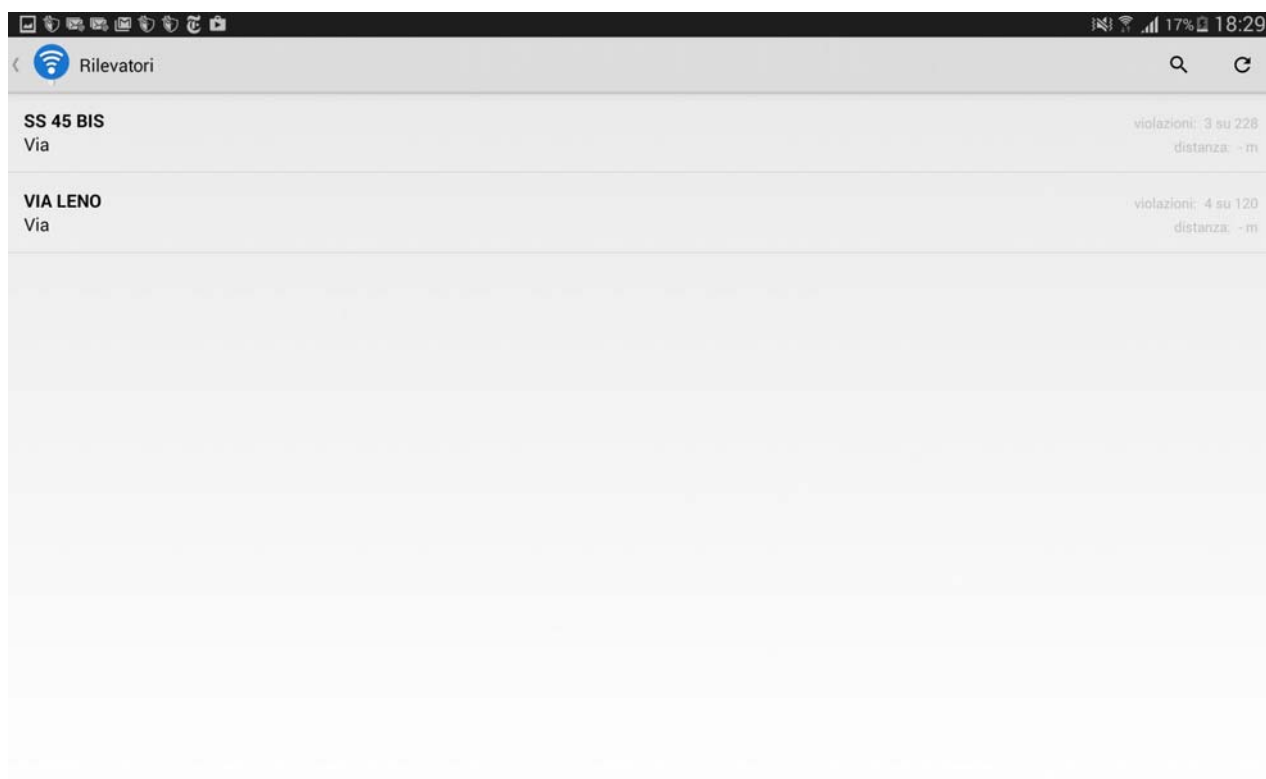 17% 18:29
Rilevatori
SS 45 BIS
Via
violazioni: 3 su 228
distanza: - m
VIA LENO
Via
violazioni: 4 su 120
distanza: - m